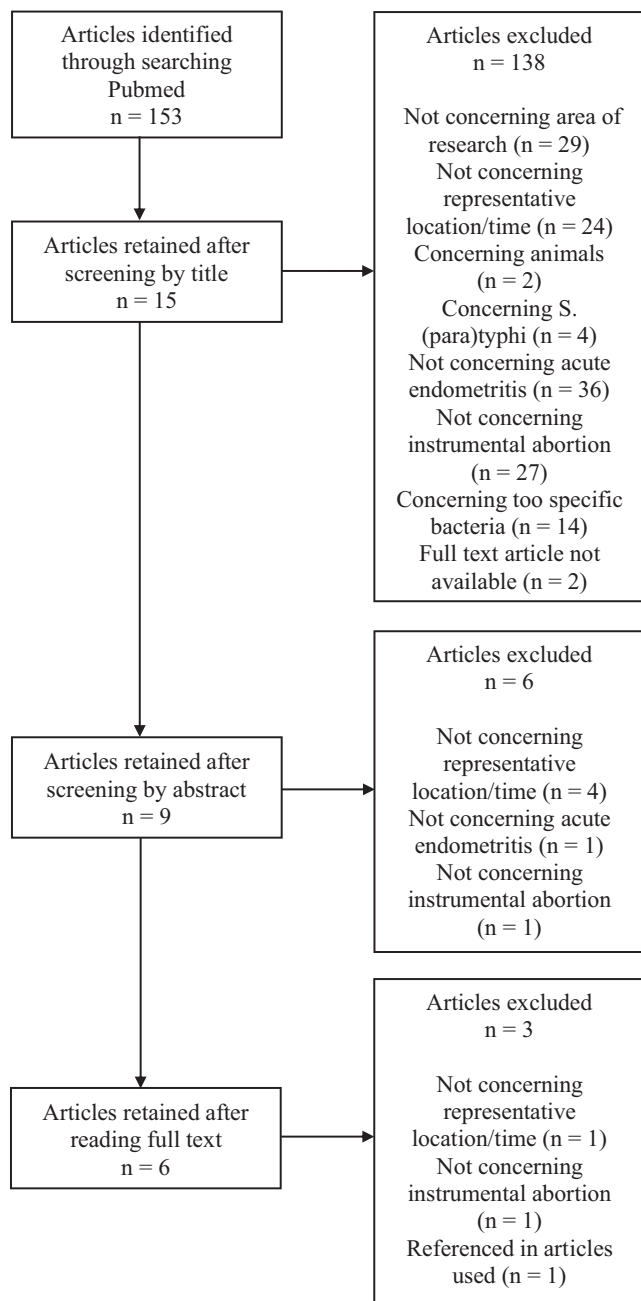 Articles identified
through searching
Pubmed
n = 153
Articles excluded
n = 138
Not concerning area of
research (n = 29)
Not concerning
representative
location/time (n = 24)
Concerning animals
(n = 2)
Concerning S.
(para)typhi (n = 4)
Not concerning acute
endometritis (n = 36)
Not concerning
instrumental abortion
(n = 27)
Concerning too specific
bacteria (n = 14)
Full text article not
available (n = 2)
Articles retained after
screening by title
n = 15
Articles excluded
n = 6
Not concerning
representative
location/time (n = 4)
Not concerning acute
endometritis (n = 1)
Not concerning
instrumental abortion
(n = 1)
Articles retained after
screening by abstract
n = 9
Articles excluded
n = 3
Not concerning
representative
location/time (n = 1)
Not concerning
instrumental abortion
(n = 1)
Referenced in articles
used (n = 1)
Articles retained after
reading full text
n = 6